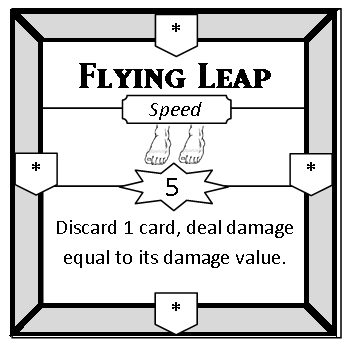 *
FLYING LEAP
Speed
* *
5
Discard 1 card, deal damage
equal to its damage value.
*